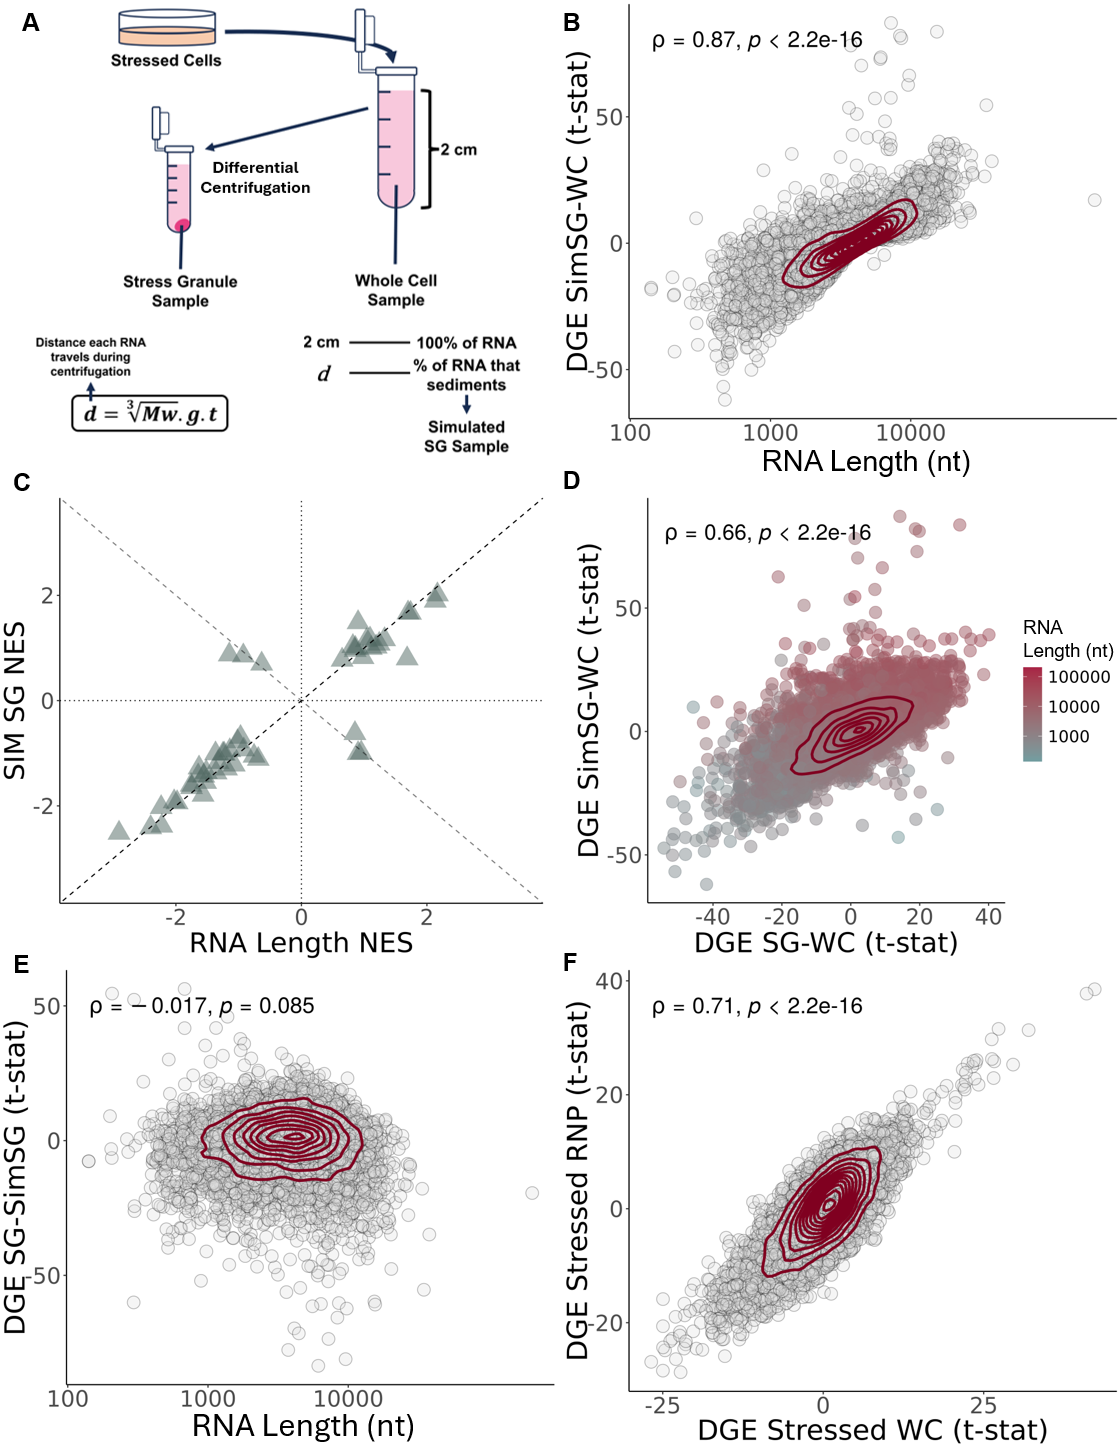 A
Stressed Cells
2 cm
Differential
Centrifugation
Stress Granule
Sample
Whole Cell
Sample
Distance each RNA
travels during
centrifugation
d = ∛Mw.g.t
2 cm
100% of RNA
d
% of RNA that
sediments
Simulated
SG Sample
B
ρ = 0.87, p < 2.2e-16
DGE SimSG-WC (t-stat)
50
0
-50
100
1000
10000
RNA Length (nt)
C
SIM SG NES
2
0
-2
-2
0
2
RNA Length NES
D
ρ = 0.66, p < 2.2e-16
DGE SimSG-WC (t-stat)
50
0
-50
-40
-20
0
20
40
DGE SG-WC (t-stat)
RNA
Length (nt)
100000
10000
1000
E
ρ = −0.017, p = 0.085
DGE SG-SimSG (t-stat)
50
0
-50
100
1000
10000
RNA Length (nt)
F
ρ = 0.71, p < 2.2e-16
DGE Stressed RNP (t-stat)
40
20
0
-20
-25
0
25
DGE Stressed WC (t-stat)